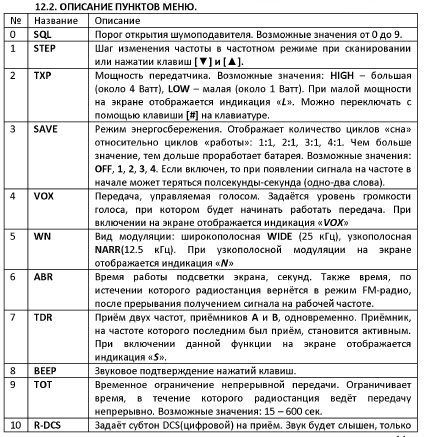 12.2. ОПИСАНИЕ ПУНКТОВ МЕНЮ.
№ Название Описание
0 SQL Порог открытия шумоподавителя. Возможные значения от 0 до 9.
1 STEP Шаг изменения частоты в частотном режиме при сканировании
или нажатии клавиш [▼] и [▲].
2 TXP Мощность передатчика. Возможные значения: HIGH – большая
(около 4 Ватт), LOW – малая (около 1 Ватт). При малой мощности
на экране отображается индикация «L». Можно переключать с
помощью клавиши [#] на клавиатуре.
3 SAVE Режим энергосбережения. Отображает количество циклов «сна»
относительно циклов «работы»: 1:1, 2:1, 3:1, 4:1. Чем больше
значение, тем дольше проработает батарея. Возможные значения:
OFF, 1, 2, 3, 4. Если включен, то при появлении сигнала на частоте в
начале может теряться полсекунды-секунда (одно-два слова).
4 VOX Передача, управляемая голосом. Задаётся уровень громкости
голоса, при котором будет начинать работать передача. При
включении на экране отображается индикация «VOX»
5 WN Вид модуляции: широкополосная WIDE (25 кГц), узкополосная
NARR(12.5 кГц). При узкополосной модуляции на экране
отображается индикация «N»
6 ABR Время работы подсветки экрана, секунд. Также время, по
истечении которого радиостанция вернётся в режим FM-радио,
после прерывания получением сигнала на рабочей частоте.
7 TDR Приём двух частот, приёмников А и В, одновременно. Приёмник,
на частоте которого последним был приём, становится активным.
При включении данной функции на экране отображается
индикация «S».
8 BEEP Звуковое подтверждение нажатий клавиш.
9 TOT Временное ограничение непрерывной передачи. Ограничивает
время, в течение которого радиостанция ведёт передачу
непрерывно. Возможные значения: 15 – 600 сек.
10 R-DCS Задаёт субтон DCS(цифровой) на приём. Звук будет слышен, только